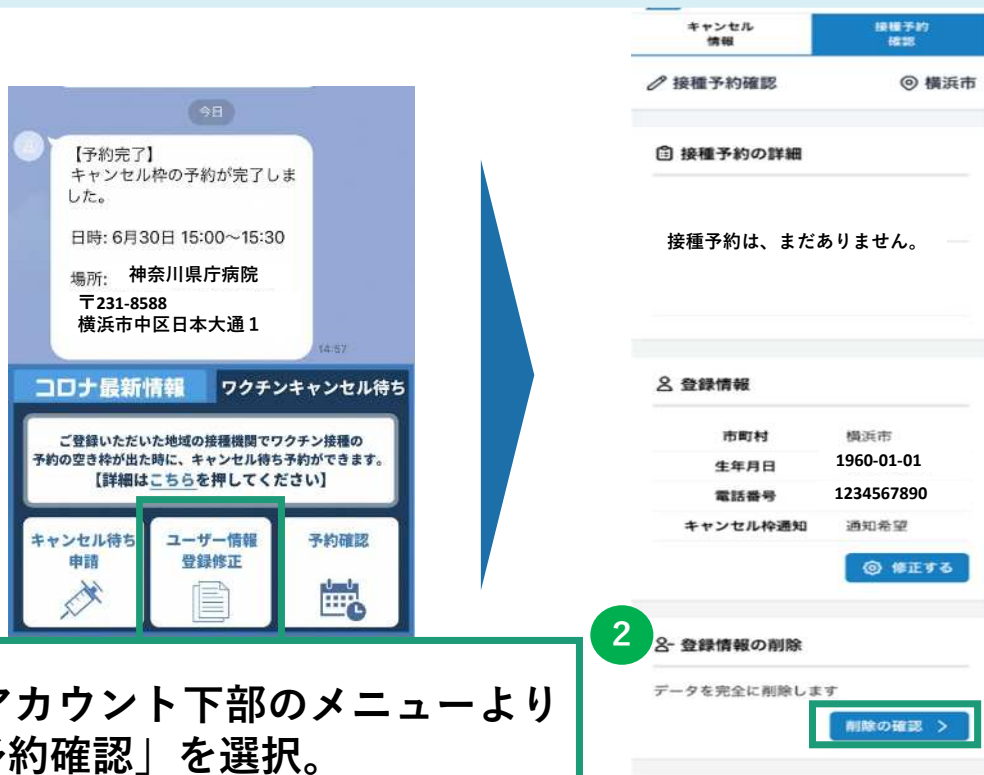 今日
【予約完了】
キャンセル枠の予約が完了しま
した。
日時: 6月30日 15:00〜15:30
場所: 神奈川県庁病院
〒231-8588
横浜市中区日本大通1
14:57
コロナ最新情報 ワクチンキャンセル待ち
ご登録いただいた地域の接種機関でワクチン接種の
予約の空き枠が出た時に、キャンセル待ち予約ができます。
【詳細はこちらを押してください】
キャンセル待ち
申請
ユーザー情報
登録修正
予約確認
アカウント下部のメニューより
予約確認」を選択。
キャンセル
情報
接種予約
確認
接種予約確認 横浜市
接種予約の詳細
接種予約は、まだありません。
登録情報
市町村 横浜市
生年月日 1960-01-01
電話番号 1234567890
キャンセル枠通知 通知希望
修正する
2
登録情報の削除
データを完全に削除します
削除の確認 >